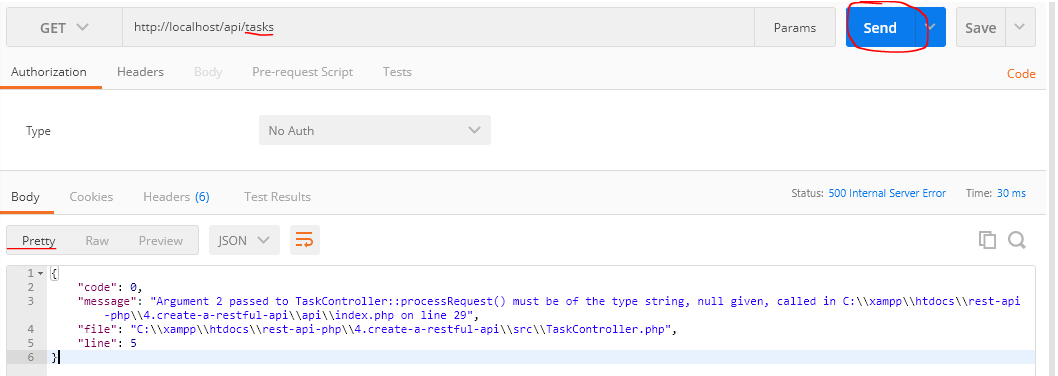 GET http://localhost/api/tasks Params Send Save
Authorization Headers Body Pre-request Script Tests Code
Type No Auth
Body Cookies Headers (6) Test Results Status: 500 Internal Server Error Time: 30 ms
Pretty Raw Preview JSON
1 {
2 "code": 0,
3 "message": "Argument 2 passed to TaskController::processRequest() must be of the type string, null given, called in C:\\xampp\\htdocs\\rest-api
-php\\4.create-a-restful-api\\api\\index.php on line 29",
4 "file": "C:\\xampp\\htdocs\\rest-api-php\\4.create-a-restful-api\\src\\TaskController.php",
5 "line": 5
6 }